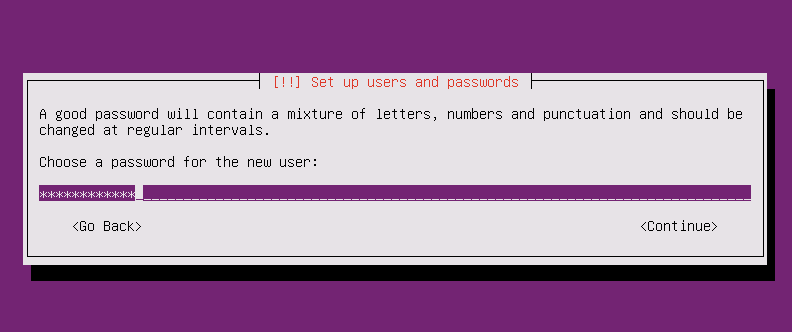 [!!] Set up users and passwords
A good password will contain a mixture of letters, numbers and punctuation and should be
changed at regular intervals.
Choose a password for the new user:
************
<Go Back> <Continue>